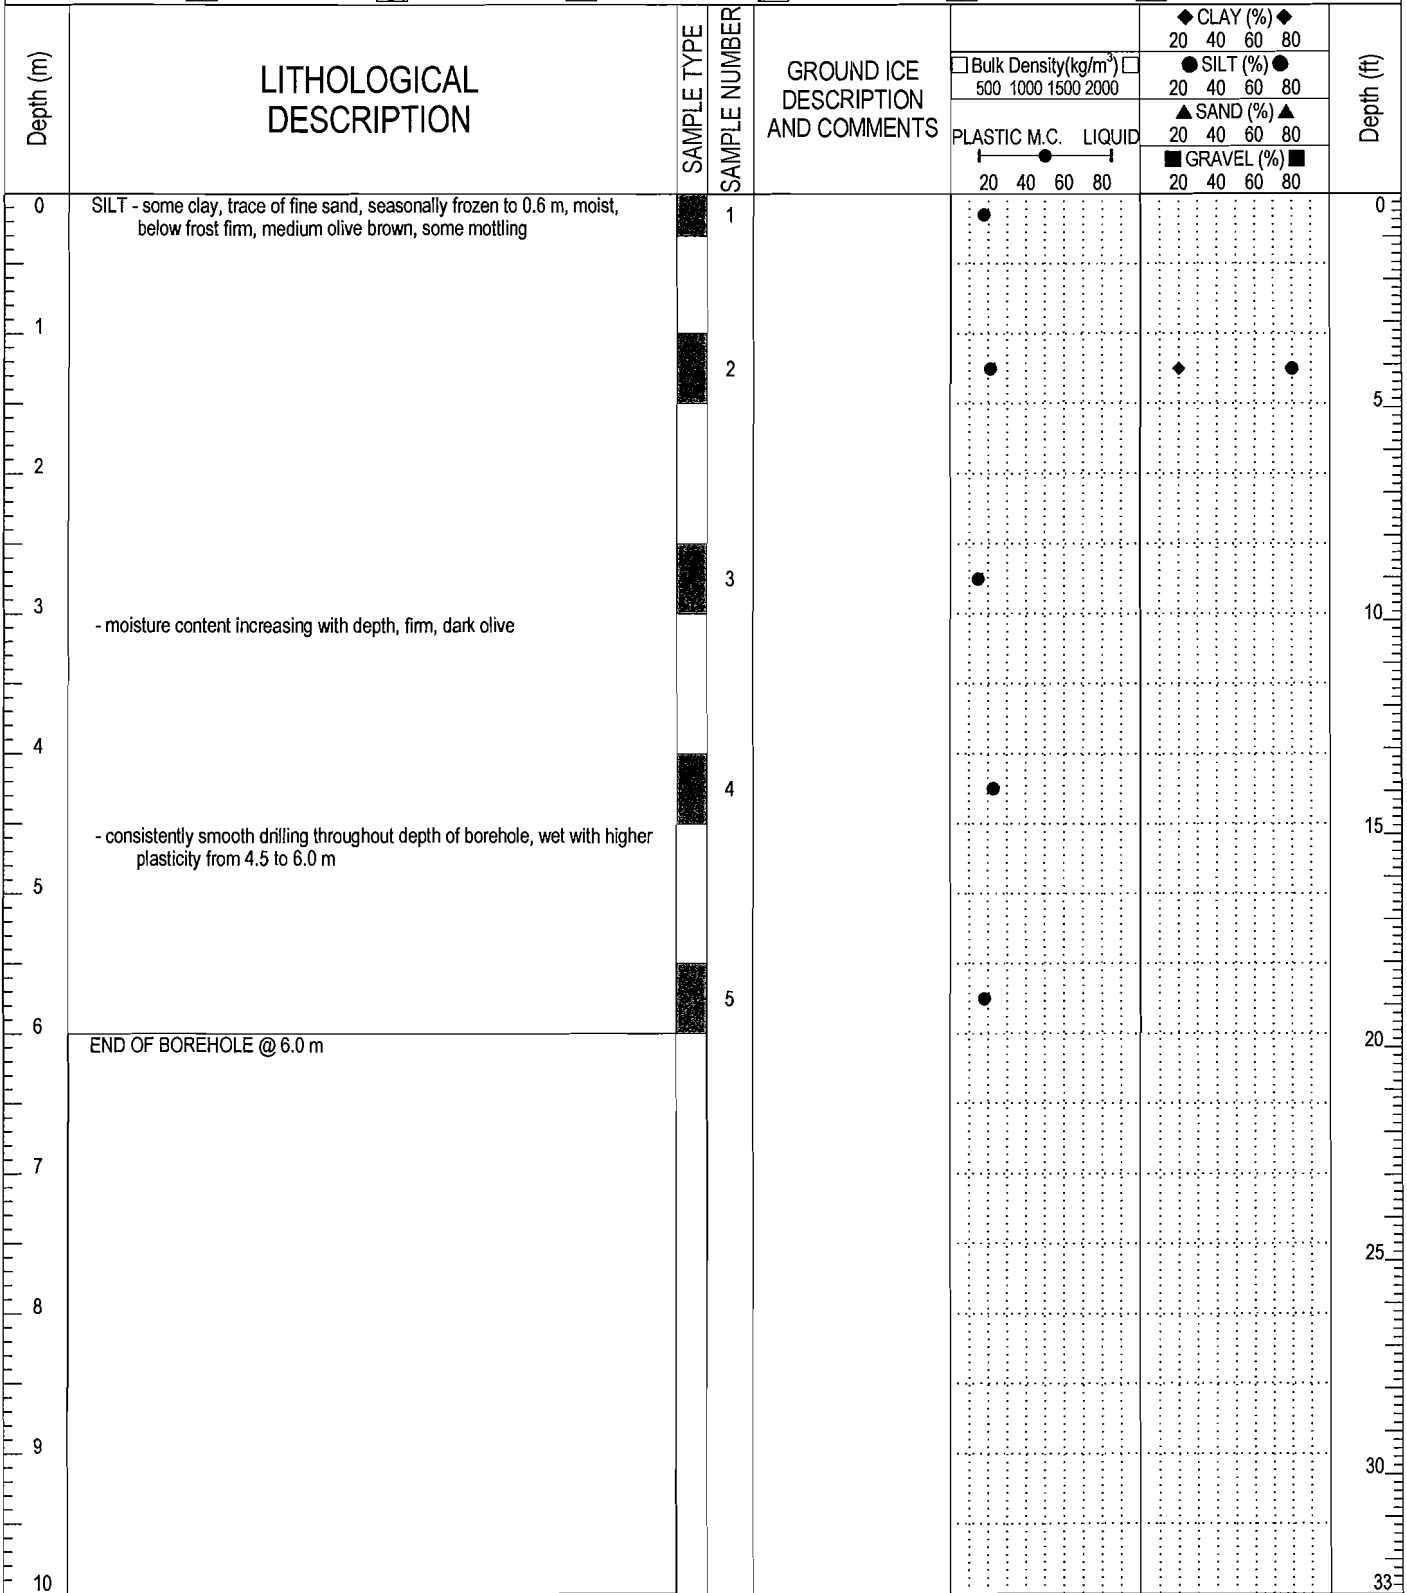 Depth (m)
LITHOLOGICAL
DESCRIPTION
SAMPLE TYPE
SAMPLE NUMBER
GROUND ICE
DESCRIPTION
AND COMMENTS
Bulk Density(kg/m³)
500 1000 1500 2000
PLASTIC M.C. LIQUID
20 40 60 80
CLAY (%)
20 40 60 80
SILT (%)
20 40 60 80
SAND (%)
20 40 60 80
GRAVEL (%)
20 40 60 80
Depth (ft)
0
SILT - some clay, trace of fine sand, seasonally frozen to 0.6 m, moist,
below frost firm, medium olive brown, some mottling
1
0
1
2
5
2
3
3
10
- moisture content increasing with depth, firm, dark olive
4
4
- consistently smooth drilling throughout depth of borehole, wet with higher
plasticity from 4.5 to 6.0 m
15
5
5
6
END OF BOREHOLE @ 6.0 m
20
7
25
8
9
30
10
33